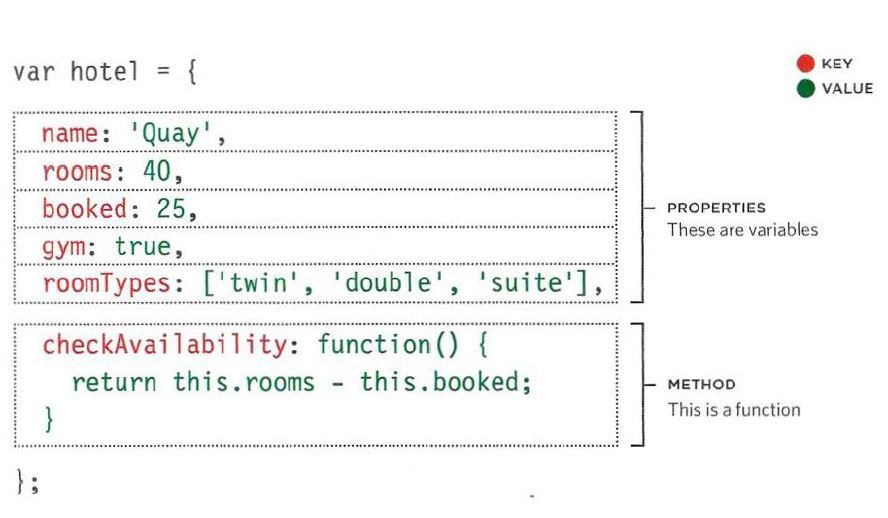 var hotel = {
KEY
VALUE
name: 'Quay',
rooms: 40,
booked: 25,
gym: true,
roomTypes: ['twin', 'double', 'suite'],
PROPERTIES
These are variables
checkAvailability: function() {
return this.rooms - this.booked;
}
METHOD
This is a function
};